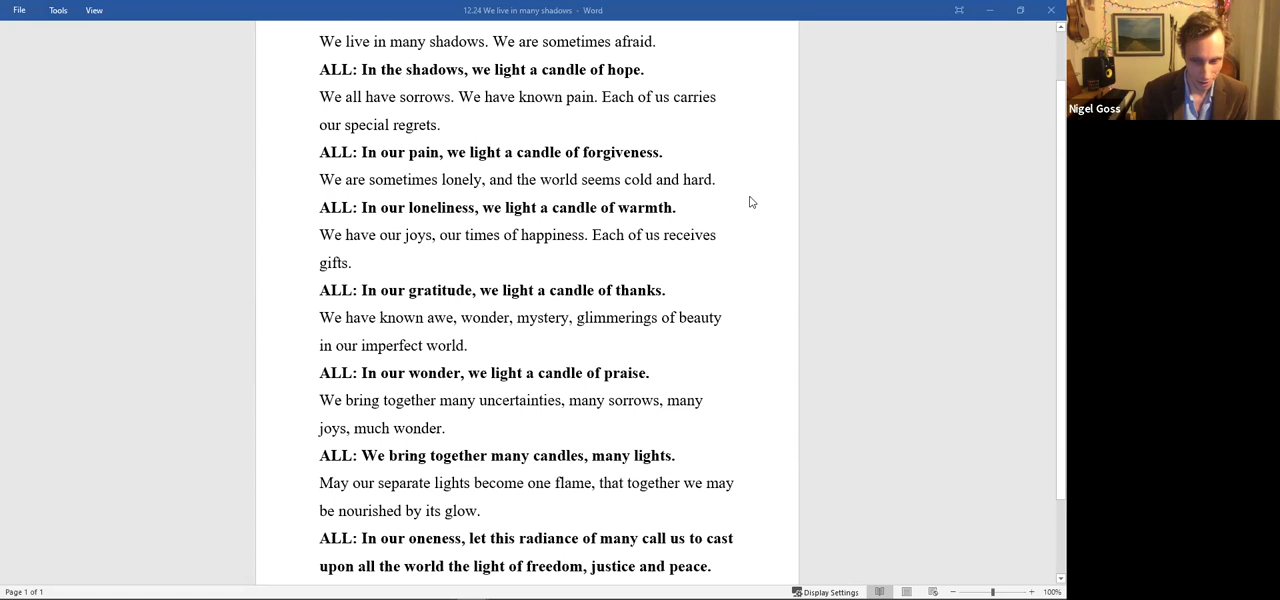 File Tools View 12.24 We live in many shadows - Word
We live in many shadows. We are sometimes afraid.
ALL: In the shadows, we light a candle of hope.
We all have sorrows. We have known pain. Each of us carries
our special regrets.
ALL: In our pain, we light a candle of forgiveness.
We are sometimes lonely, and the world seems cold and hard.
ALL: In our loneliness, we light a candle of warmth.
We have our joys, our times of happiness. Each of us receives
gifts.
ALL: In our gratitude, we light a candle of thanks.
We have known awe, wonder, mystery, glimmerings of beauty
in our imperfect world.
ALL: In our wonder, we light a candle of praise.
We bring together many uncertainties, many sorrows, many
joys, much wonder.
ALL: We bring together many candles, many lights.
May our separate lights become one flame, that together we may
be nourished by its glow.
ALL: In our oneness, let this radiance of many call us to cast
upon all the world the light of freedom, justice and peace.
Nigel Goss
Page 1 of 1 Display Settings 100%